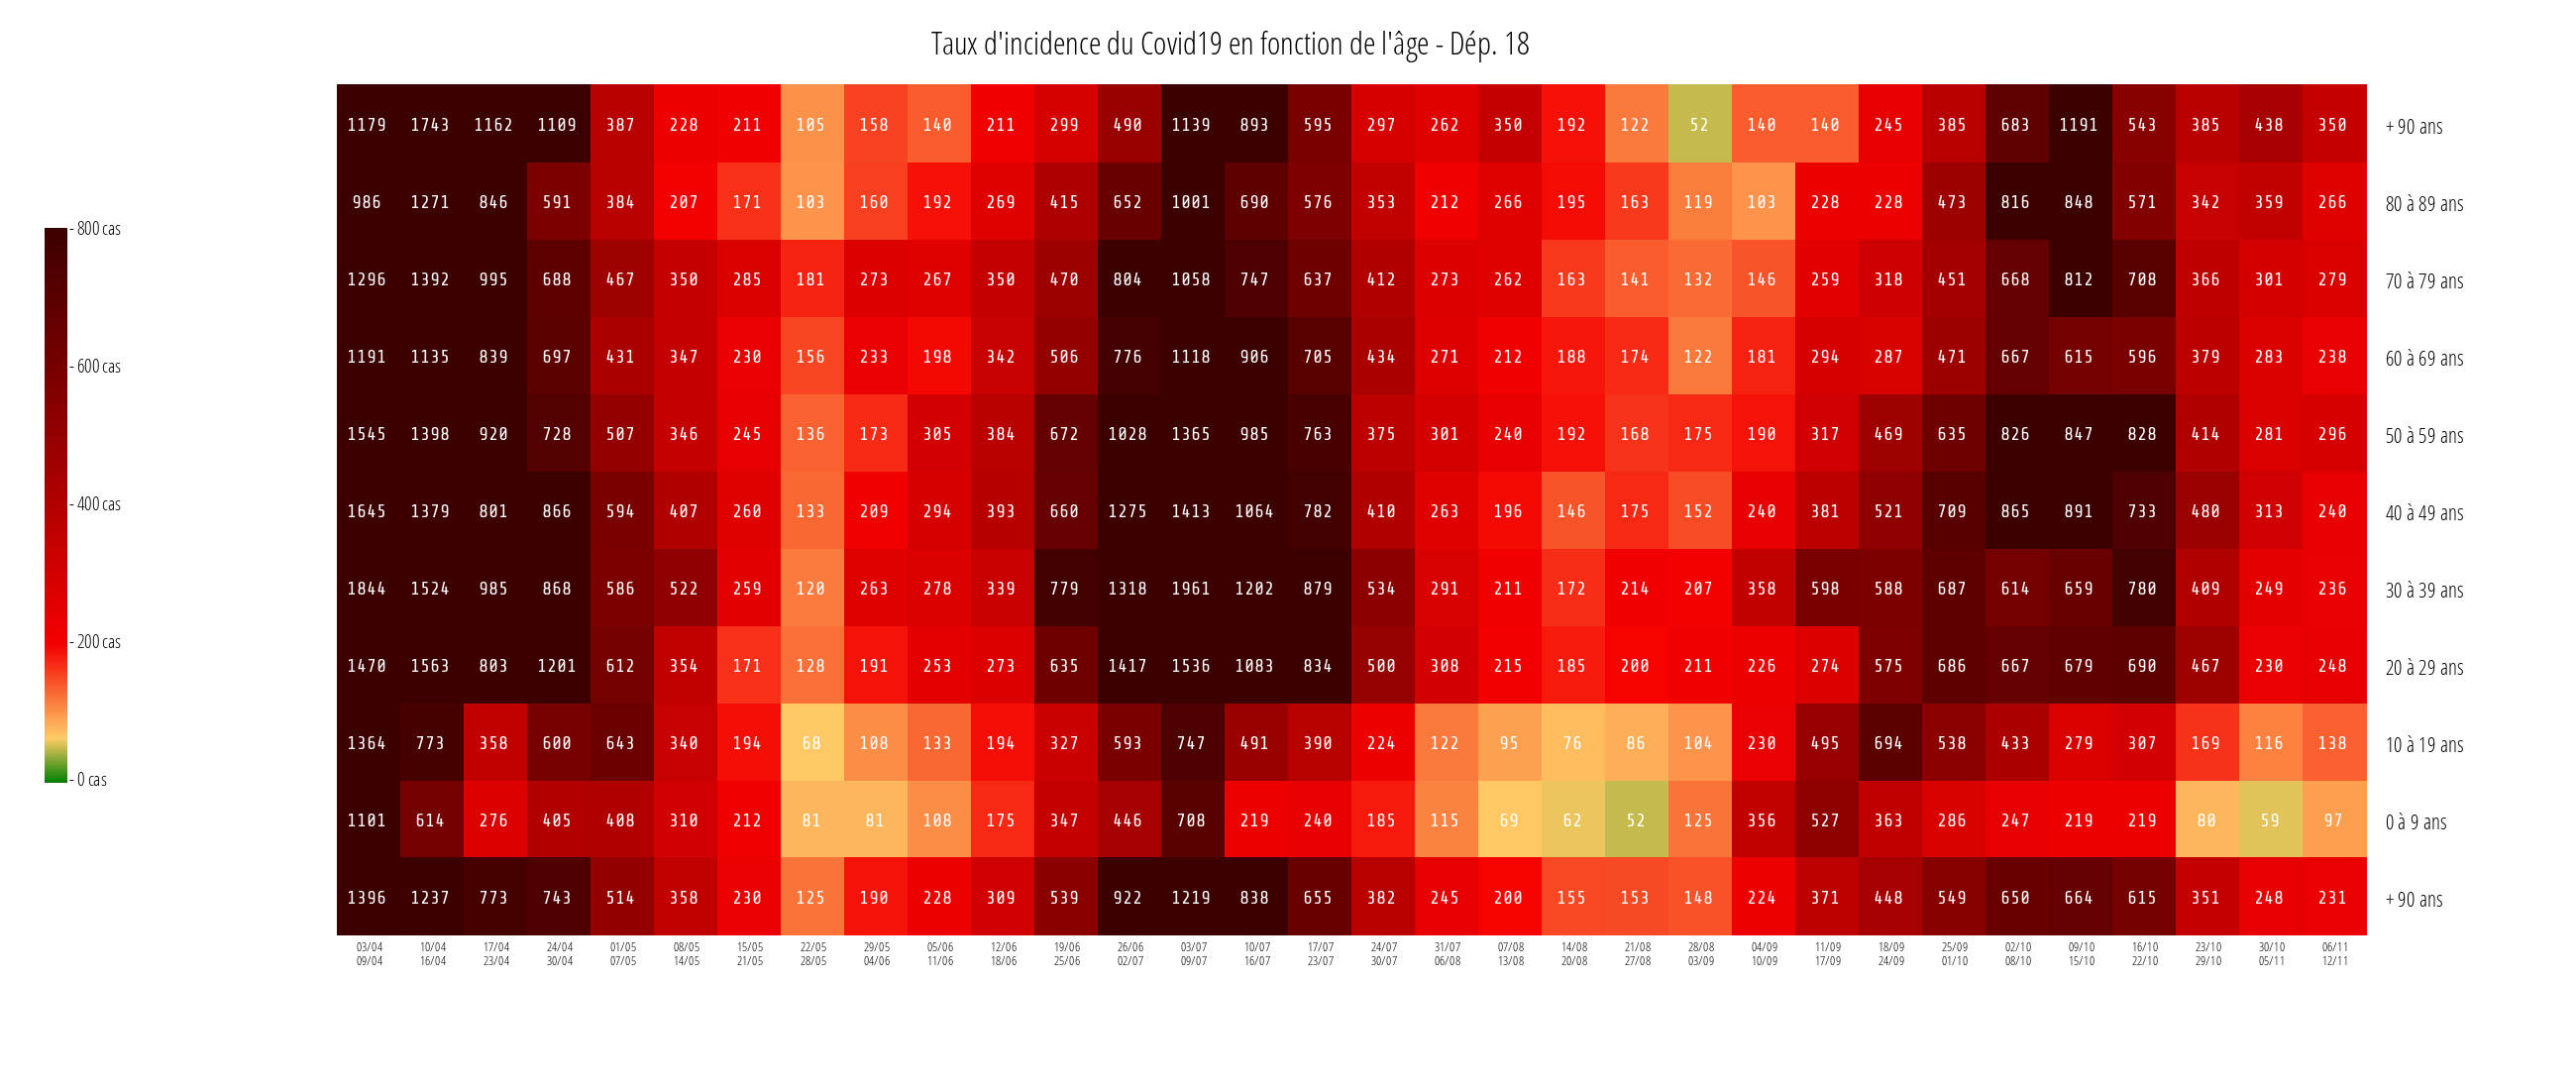 Taux d'incidence du Covid19 en fonction de l'âge - Dép. 18
- 800 cas
- 600 cas
- 400 cas
- 200 cas
- 0 cas
1179 1743 1162 1109 387 228 211 105 158 140 211 299 490 1139 893 595 297 262 350 192 122 52 140 140 245 385 683 1191 543 385 438 350 + 90 ans
986 1271 846 591 384 207 171 103 160 192 269 415 652 1001 690 576 353 212 266 195 163 119 103 228 228 473 816 848 571 342 359 266 80 à 89 ans
1296 1392 995 688 467 350 285 181 273 267 350 470 804 1058 747 637 412 273 262 163 141 132 146 259 318 451 668 812 708 366 301 279 70 à 79 ans
1191 1135 839 697 431 347 230 156 233 198 342 506 776 1118 906 705 434 271 212 188 174 122 181 294 287 471 667 615 596 379 283 238 60 à 69 ans
1545 1398 920 728 507 346 245 136 173 305 384 672 1028 1365 985 763 375 301 240 192 168 175 190 317 469 635 826 847 828 414 281 296 50 à 59 ans
1645 1379 801 866 594 407 260 133 209 294 393 660 1275 1413 1064 782 410 263 196 146 175 152 240 381 521 709 865 891 733 480 313 240 40 à 49 ans
1844 1524 985 868 586 522 259 120 263 278 339 779 1318 1961 1202 879 534 291 211 172 214 207 358 598 588 687 614 659 780 409 249 236 30 à 39 ans
1470 1563 803 1201 612 354 171 128 191 253 273 635 1417 1536 1083 834 500 308 215 185 200 211 226 274 575 686 667 679 690 467 230 248 20 à 29 ans
1364 773 358 600 643 340 194 68 108 133 194 327 593 747 491 390 224 122 95 76 86 104 230 495 694 538 433 279 307 169 116 138 10 à 19 ans
1101 614 276 405 408 310 212 81 81 108 175 347 446 708 219 240 185 115 69 62 52 125 356 527 363 286 247 219 219 80 59 97 0 à 9 ans
1396 1237 773 743 514 358 230 125 190 228 309 539 922 1219 838 655 382 245 200 155 153 148 224 371 448 549 650 664 615 351 248 231 + 90 ans
03/04 10/04 17/04 24/04 01/05 08/05 15/05 22/05 29/05 05/06 12/06 19/06 26/06 03/07 10/07 17/07 24/07 31/07 07/08 14/08 21/08 28/08 04/09 11/09 18/09 25/09 02/10 09/10 16/10 23/10 30/10 06/11
09/04 16/04 23/04 30/04 07/05 14/05 21/05 28/05 04/06 11/06 18/06 25/06 02/07 09/07 16/07 23/07 30/07 06/08 13/08 20/08 27/08 03/09 10/09 17/09 24/09 01/10 08/10 15/10 22/10 29/10 05/11 12/11